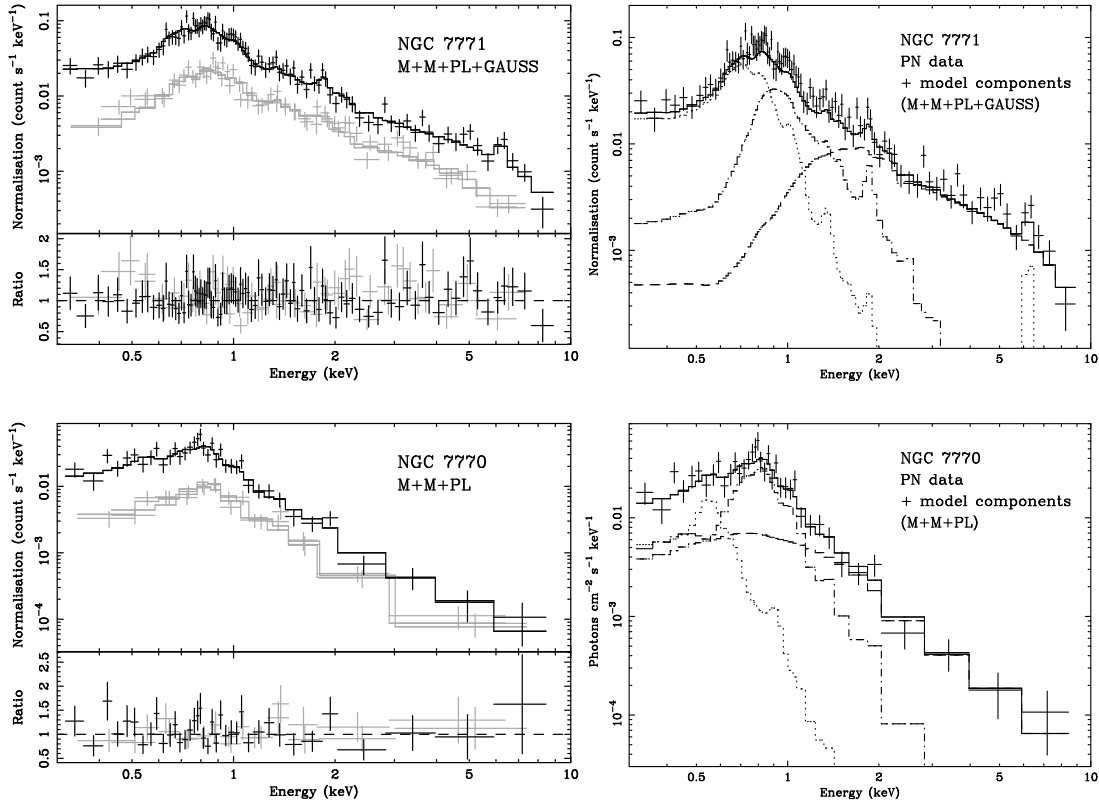 NGC 7771
M+M+PL+GAUSS
Normalisation (count s⁻¹ keV⁻¹)
0.1
0.01
10⁻³
Ratio
2
1.5
1
0.5
0.5 1 2 5 10
Energy (keV)
NGC 7771
PN data
+ model components
(M+M+PL+GAUSS)
Normalisation (count s⁻¹ keV⁻¹)
0.1
0.01
10⁻³
0.5 1 2 5 10
Energy (keV)
NGC 7770
M+M+PL
Normalisation (count s⁻¹ keV⁻¹)
0.01
10⁻³
10⁻⁴
Ratio
2.5
2
1.5
1
0.5
0.5 1 2 5 10
Energy (keV)
NGC 7770
PN data
+ model components
(M+M+PL)
Photons cm⁻² s⁻¹ keV⁻¹
0.01
10⁻³
10⁻⁴
0.5 1 2 5 10
Energy (keV)